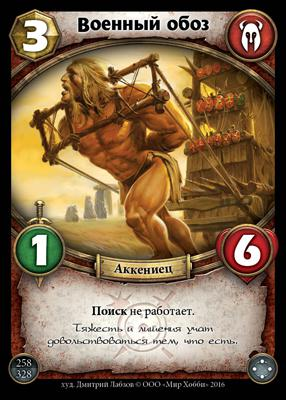 3
Военный обоз
1
Аккениец
6
Поиск не работает.
Тяжесть и лишения учат
довольствоваться тем, что есть.
258
328
худ. Дмитрий Лабзов © ООО «Мир Хобби» 2016